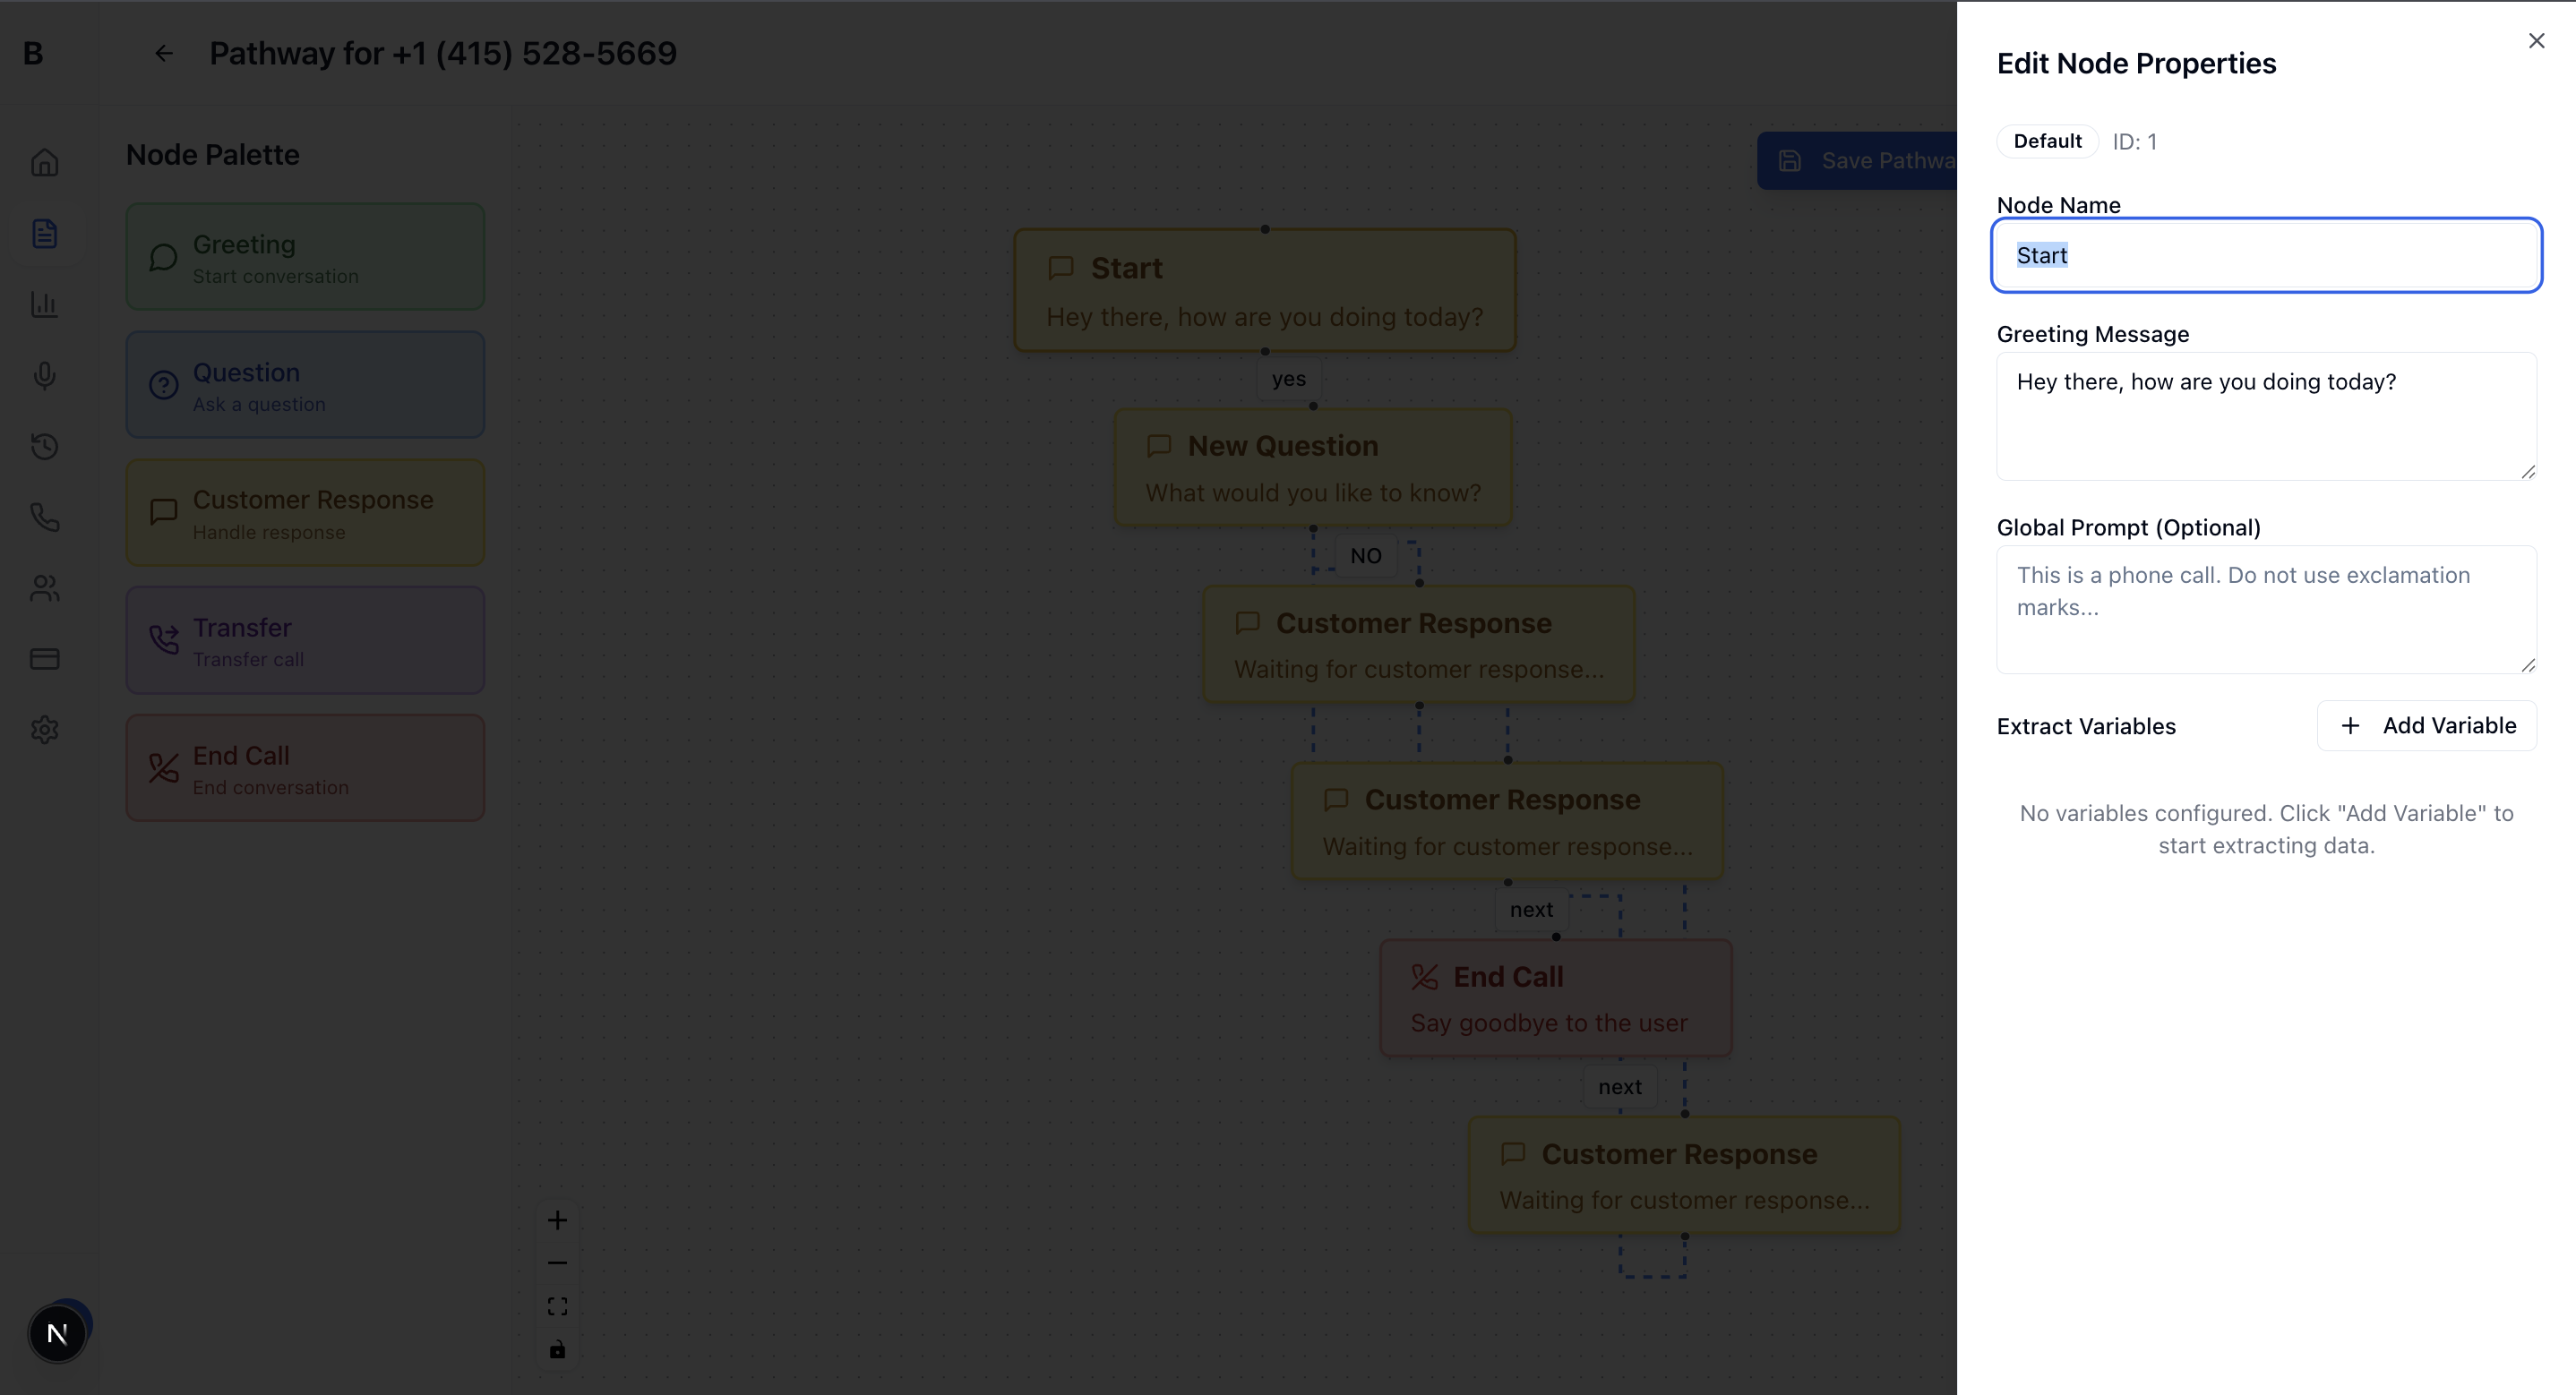 B
Pathway for +1 (415) 528-5669
Node Palette
Greeting
Start conversation
Question
Ask a question
Customer Response
Handle response
Transfer
Transfer call
End Call
End conversation
Save Pathwa
Start
Hey there, how are you doing today?
yes
New Question
What would you like to know?
NO
Customer Response
Waiting for customer response...
Customer Response
Waiting for customer response...
next
End Call
Say goodbye to the user
next
Customer Response
Waiting for customer response...
N
Edit Node Properties
Default ID: 1
Node Name
Start
Greeting Message
Hey there, how are you doing today?
Global Prompt (Optional)
This is a phone call. Do not use exclamation
marks...
Extract Variables
Add Variable
No variables configured. Click "Add Variable" to
start extracting data.